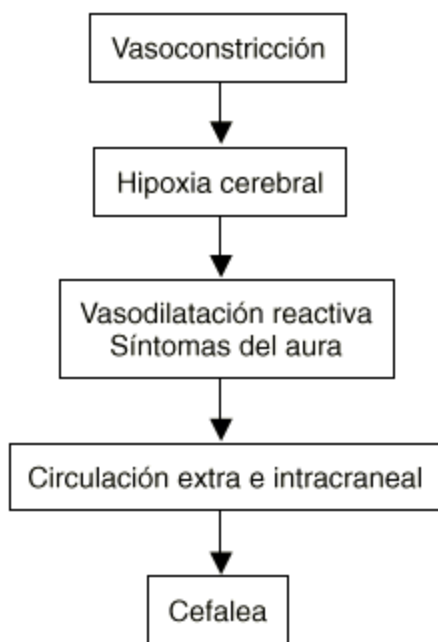 Vasoconstricción
Hipoxia cerebral
Vasodilatación reactiva
Síntomas del aura
Circulación extra e intracraneal
Cefalea